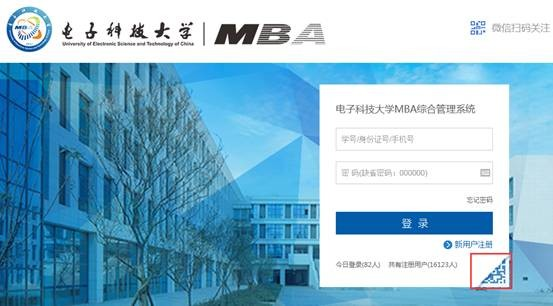 电子科技大学
University of Electronic Science and Technology of China
MBA
MBA
微信扫码关注
电子科技大学MBA综合管理系统
学号/身份证号/手机号
密 码(缺省密码：000000)
忘记密码
登 录
新用户注册
今日登录(82人) 共有注册用户(16123人)